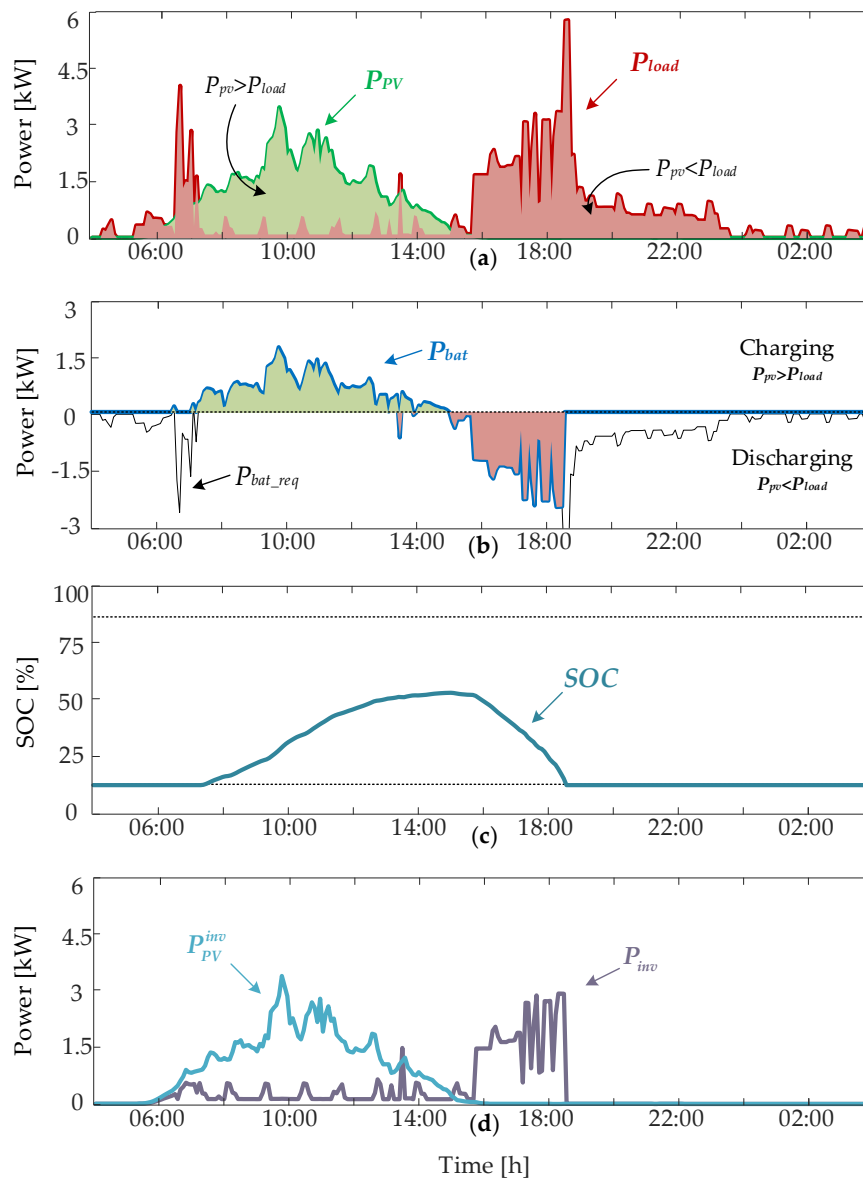 6
4.5
3
1.5
0
Power [kW]
P_pv>P_load
P_PV
P_load
P_pv<P_load
06:00 10:00 14:00 18:00 22:00 02:00
(a)
3
1.5
0
-1.5
-3
Power [kW]
P_bat
Charging
P_pv>P_load
P_bat_req
Discharging
P_pv<P_load
06:00 10:00 14:00 18:00 22:00 02:00
(b)
100
75
50
25
0
SOC [%]
SOC
06:00 10:00 14:00 18:00 22:00 02:00
(c)
6
4.5
3
1.5
0
Power [kW]
P_PV^inv
P_inv
06:00 10:00 14:00 18:00 22:00 02:00
(d)
Time [h]